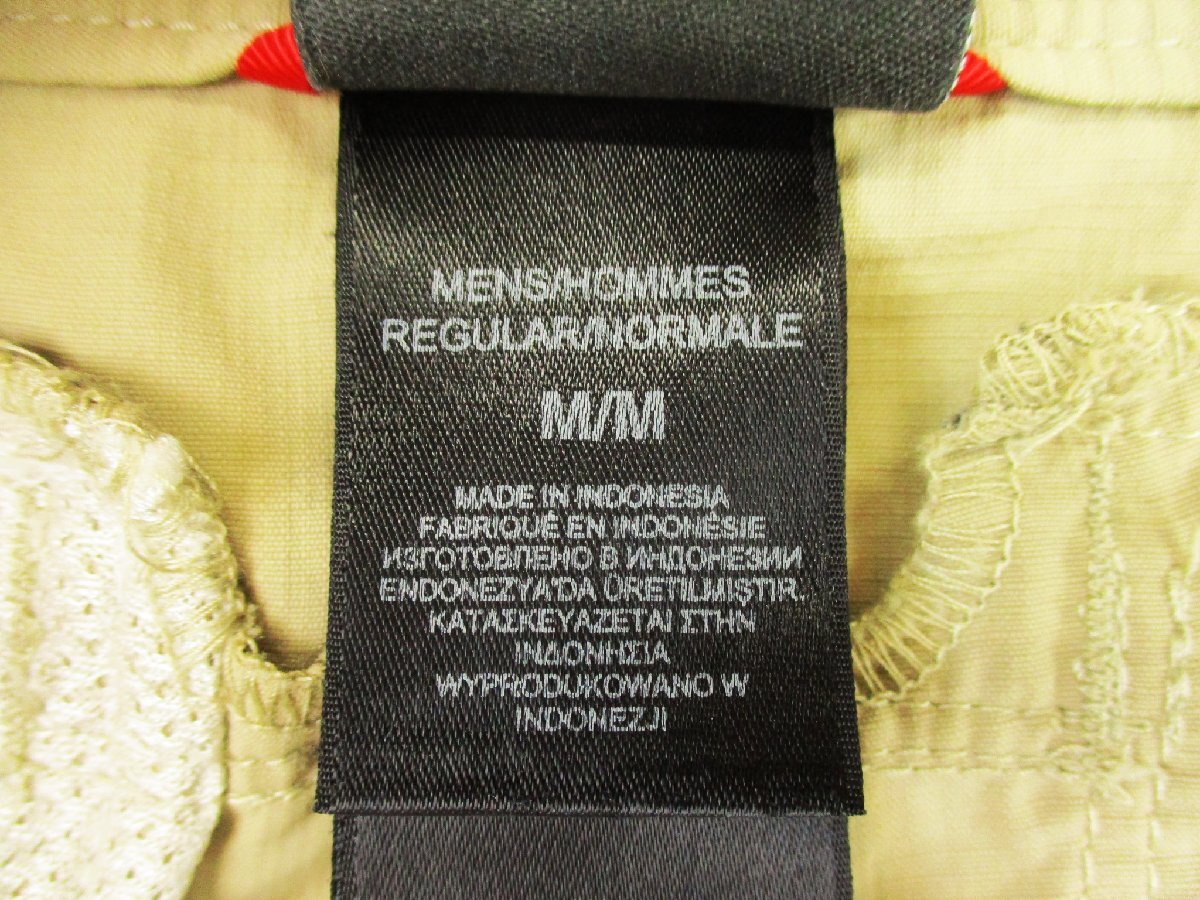 MENS/HOMMES
REGULAR/NORMALE
M/M
MADE IN INDONESIA
FABRIQUÉ EN INDONÉSIE
ИЗГОТОВЛЕНО В ИНДОНЕЗИИ
ENDONEZYA'DA ÜRETILMIŞTIR.
ΚΑΤΑΣΚΕΥΑΖΕΤΑΙ ΣΤΗΝ
ΙΝΔΟΝΗΣΙΑ
WYPRODUKOWANO W
INDONEZJI